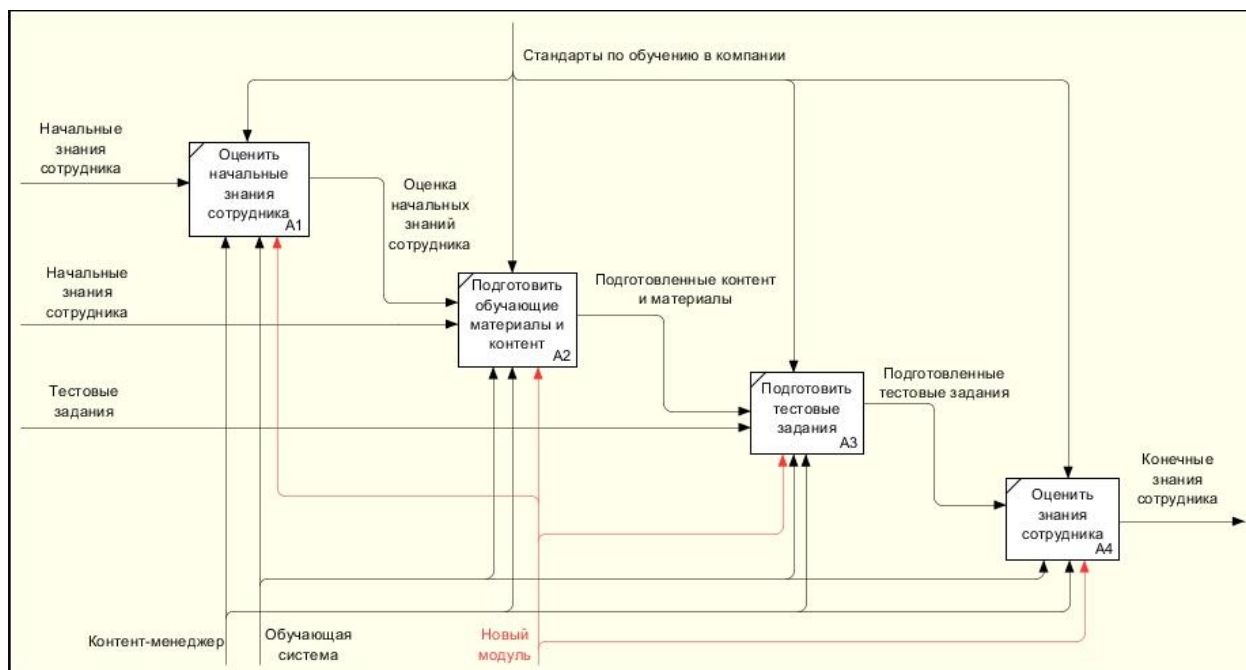 Стандарты по обучению в компании
Начальные
знания
сотрудника
Оценить
начальные
знания
сотрудника
A1
Оценка
начальных
знаний
сотрудника
Начальные
знания
сотрудника
Подготовить
обучающие
материалы и
контент
A2
Подготовленные контент
и материалы
Тестовые
задания
Подготовить
тестовые
задания
A3
Подготовленные
тестовые задания
Оценить
знания
сотрудника
A4
Конечные
знания
сотрудника
Контент-менеджер
Обучающая
система
Новый
модуль